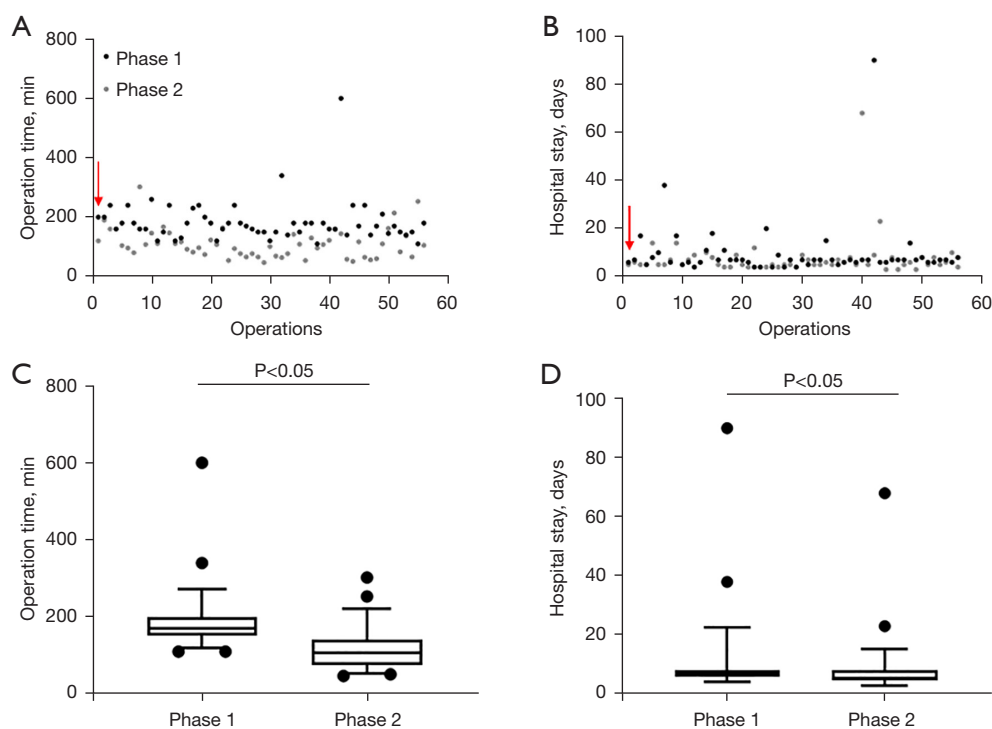 A
800
600
400
200
0
Operation time, min
Phase 1
Phase 2
0 10 20 30 40 50 60
Operations
B
100
80
60
40
20
0
Hospital stay, days
0 10 20 30 40 50 60
Operations
C
800
600
400
200
0
Operation time, min
P<0.05
Phase 1 Phase 2
D
100
80
60
40
20
0
Hospital stay, days
P<0.05
Phase 1 Phase 2